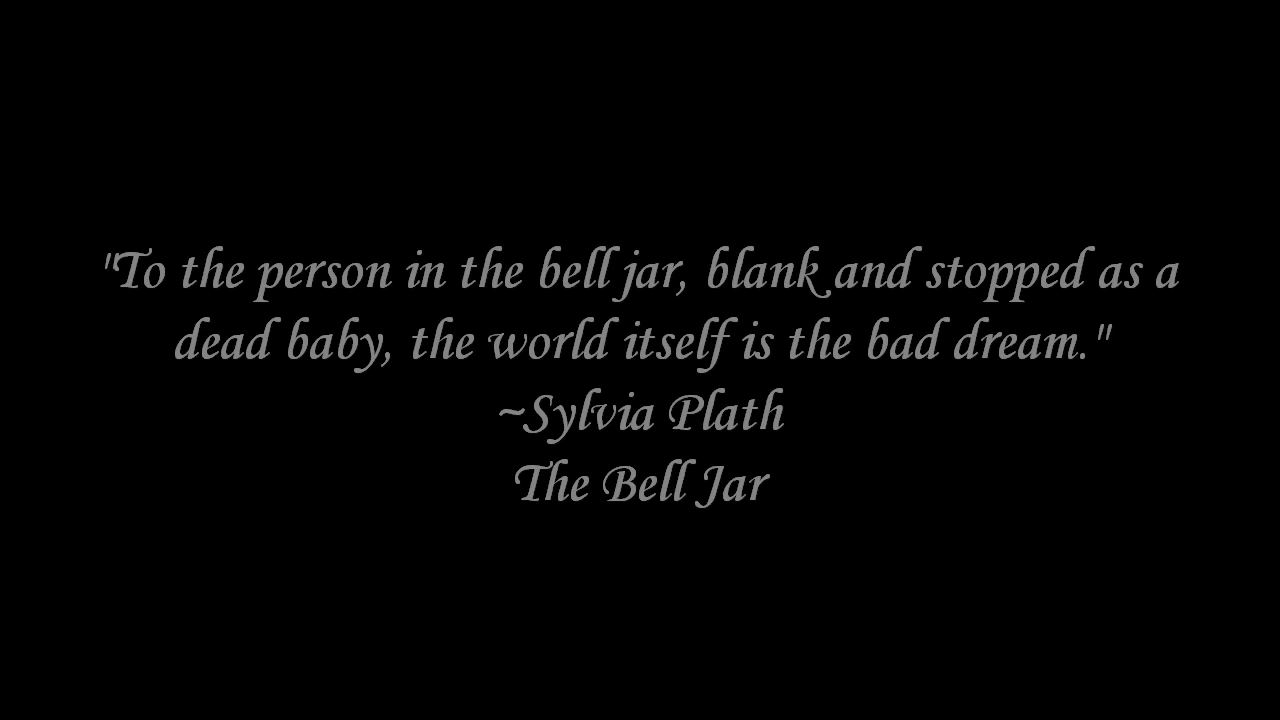 "To the person in the bell jar, blank and stopped as a
dead baby, the world itself is the bad dream."
~Sylvia Plath
The Bell Jar